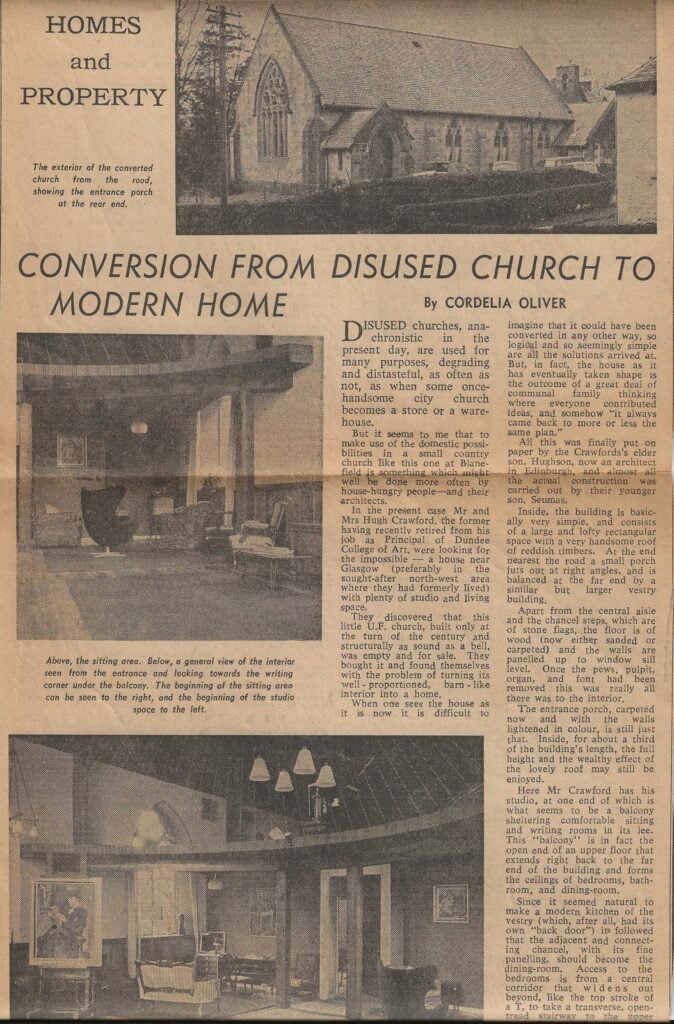 HOMES
and
PROPERTY
The exterior of the converted
church from the road,
showing the entrance porch
at the rear end.
CONVERSION FROM DISUSED CHURCH TO
MODERN HOME
By CORDELIA OLIVER
Above, the sitting area. Below, a general view of the interior
seen from the entrance and looking towards the writing
corner under the balcony. The beginning of the sitting area
can be seen to the right, and the beginning of the studio
space to the left.
DISUSED churches, ana-
chronistic in the
present day, are used for
many purposes, degrading
and distasteful, as often as
not, as when some once-
handsome city church
becomes a store or a ware-
house.
But it seems to me that to
make use of the domestic possi-
bilities in a small country
church like this one at Blane-
field is something which might
well be done more often by
house-hungry people—and their
architects.
In the present case Mr and
Mrs Hugh Crawford, the former
having recently retired from his
job as Principal of Dundee
College of Art, were looking for
the impossible — a house near
Glasgow (preferably in the
sought-after north-west area
where they had formerly lived)
with plenty of studio and living
space.
They discovered that this
little U.F. church, built only at
the turn of the century and
structurally as sound as a bell,
was empty and for sale. They
bought it and found themselves
with the problem of turning its
well-proportioned, barn-like
interior into a home.
When one sees the house as
it is now it is difficult to
imagine that it could have been
converted in any other way, so
logical and so seemingly simple
are all the solutions arrived at.
But, in fact, the house as it
has eventually taken shape is
the outcome of a great deal of
communal family thinking
where everyone contributed
ideas, and somehow "it always
came back to more or less the
same plan."
All this was finally put on
paper by the Crawfords's elder
son, Hughson, now an architect
in Edinburgh, and almost all
the actual construction was
carried out by their younger
son, Seumas.
Inside, the building is basic-
ally very simple, and consists
of a large and lofty rectangular
space with a very handsome roof
of reddish timbers. At the end
nearest the road a small porch
juts out at right angles, and is
balanced at the far end by a
similar but larger vestry
building,
Apart from the central aisle
and the chancel steps, which are
of stone flags, the floor is of
wood (now either sanded or
carpeted) and the walls are
panelled up to window sill
level. Once the pews, pulpit,
organ, and font had been
removed this was really all
there was to the interior.
The entrance porch, carpeted
now and with the walls
lightened in colour, is still just
that. Inside, for about a third
of the building's length, the full
height and the wealthy effect of
the lovely roof may still be
enjoyed.
Here Mr Crawford has his
studio, at one end of which is
what seems to be a balcony
sheltering comfortable sitting
and writing rooms in its lee.
This "balcony" is in fact the
open end of an upper floor that
extends right back to the far
end of the building and forms
the ceilings of bedrooms, bath-
room, and dining-room.
Since it seemed natural to
make a modern kitchen of the
vestry (which, after all, had its
own "back door") it followed
that the adjacent and connect-
ing chancel, with its fine
panelling, should become the
dining-room. Access to the
bedrooms is from a central
corridor that widens out
beyond, like the top stroke of
a T, to take a transverse, open-
tread stairway to the upper